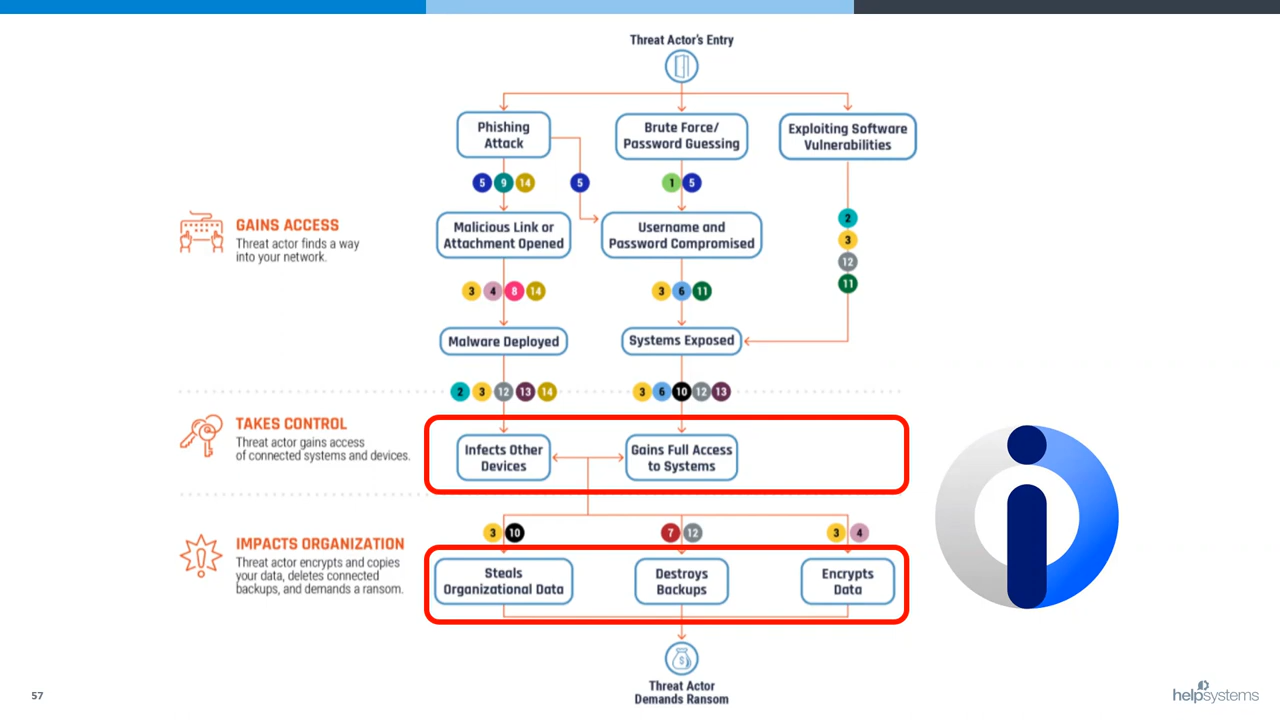 Threat Actor's Entry
Phishing
Attack
Brute Force/
Password Guessing
Exploiting Software
Vulnerabilities
5 9 14
5
1 5
GAINS ACCESS
Threat actor finds a way
into your network.
Malicious Link or
Attachment Opened
Username and
Password Compromised
2
3
12
11
3 4 8 14
3 6 11
Malware Deployed
Systems Exposed
2 3 12 13 14
3 6 10 12 13
TAKES CONTROL
Threat actor gains access
of connected systems and devices.
Infects Other
Devices
Gains Full Access
to Systems
3 10
7 12
3 4
IMPACTS ORGANIZATION
Threat actor encrypts and copies
your data, deletes connected
backups, and demands a ransom.
Steals
Organizational Data
Destroys
Backups
Encrypts
Data
$
Threat Actor
Demands Ransom
57
helpsystems